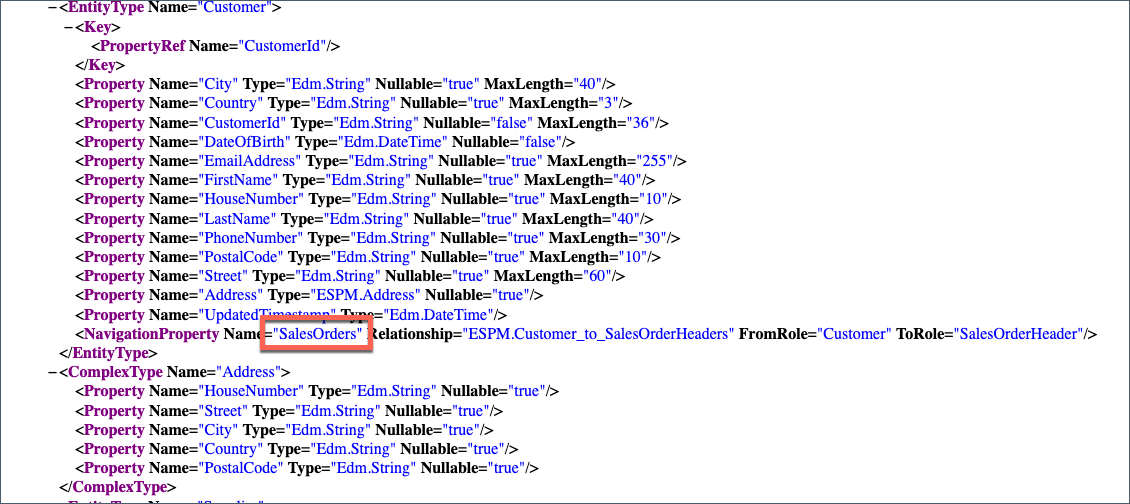 −<EntityType Name="Customer">
−<Key>
<PropertyRef Name="CustomerId"/>
</Key>
<Property Name="City" Type="Edm.String" Nullable="true" MaxLength="40"/>
<Property Name="Country" Type="Edm.String" Nullable="true" MaxLength="3"/>
<Property Name="CustomerId" Type="Edm.String" Nullable="false" MaxLength="36"/>
<Property Name="DateOfBirth" Type="Edm.DateTime" Nullable="false"/>
<Property Name="EmailAddress" Type="Edm.String" Nullable="true" MaxLength="255"/>
<Property Name="FirstName" Type="Edm.String" Nullable="true" MaxLength="40"/>
<Property Name="HouseNumber" Type="Edm.String" Nullable="true" MaxLength="10"/>
<Property Name="LastName" Type="Edm.String" Nullable="true" MaxLength="40"/>
<Property Name="PhoneNumber" Type="Edm.String" Nullable="true" MaxLength="30"/>
<Property Name="PostalCode" Type="Edm.String" Nullable="true" MaxLength="10"/>
<Property Name="Street" Type="Edm.String" Nullable="true" MaxLength="60"/>
<Property Name="Address" Type="ESPM.Address" Nullable="true"/>
<Property Name="UpdatedTimestamp" Type="Edm.DateTime"/>
<NavigationProperty Name="SalesOrders" Relationship="ESPM.Customer_to_SalesOrderHeaders" FromRole="Customer" ToRole="SalesOrderHeader"/>
</EntityType>
−<ComplexType Name="Address">
<Property Name="HouseNumber" Type="Edm.String" Nullable="true"/>
<Property Name="Street" Type="Edm.String" Nullable="true"/>
<Property Name="City" Type="Edm.String" Nullable="true"/>
<Property Name="Country" Type="Edm.String" Nullable="true"/>
<Property Name="PostalCode" Type="Edm.String" Nullable="true"/>
</ComplexType>